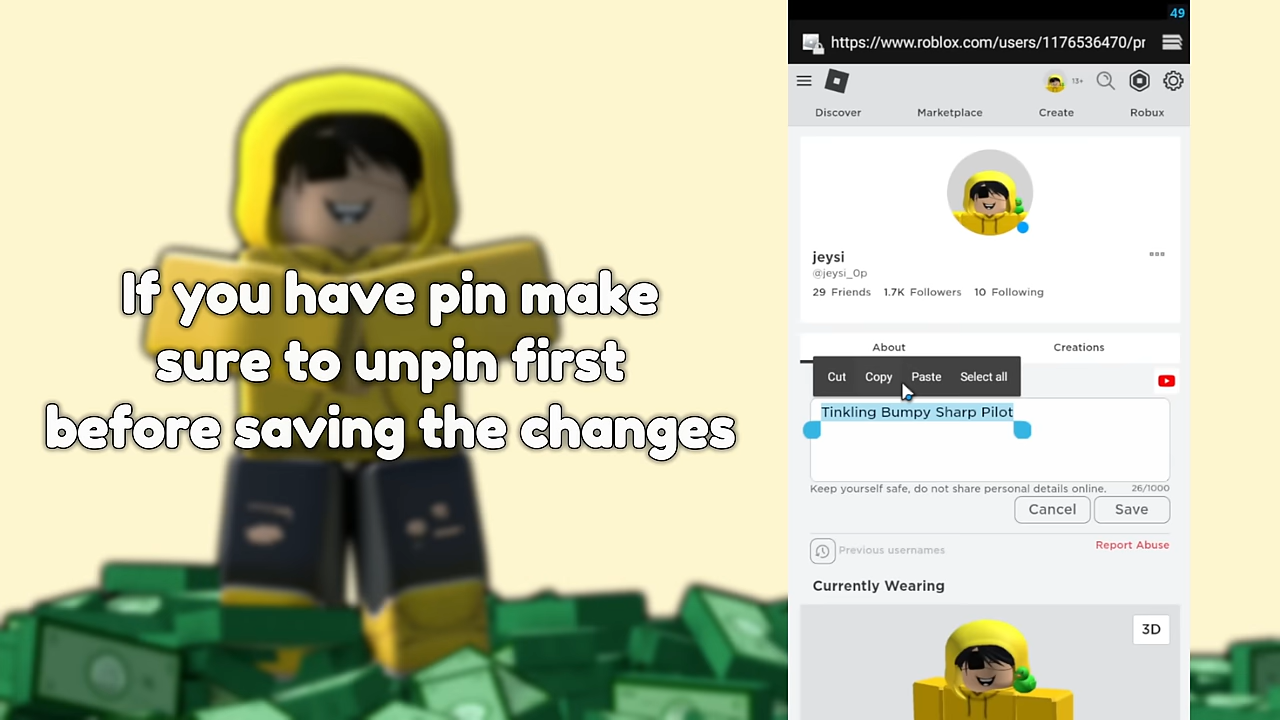 If you have pin make
sure to unpin first
before saving the changes
49
https://www.roblox.com/users/1176536470/pr
13+
Discover Marketplace Create Robux
jeysi
@jeysi_0p
29 Friends 1.7K Followers 10 Following
About Creations
Cut Copy Paste Select all
Tinkling Bumpy Sharp Pilot
Keep yourself safe, do not share personal details online. 26/1000
Cancel Save
Previous usernames Report Abuse
Currently Wearing
3D